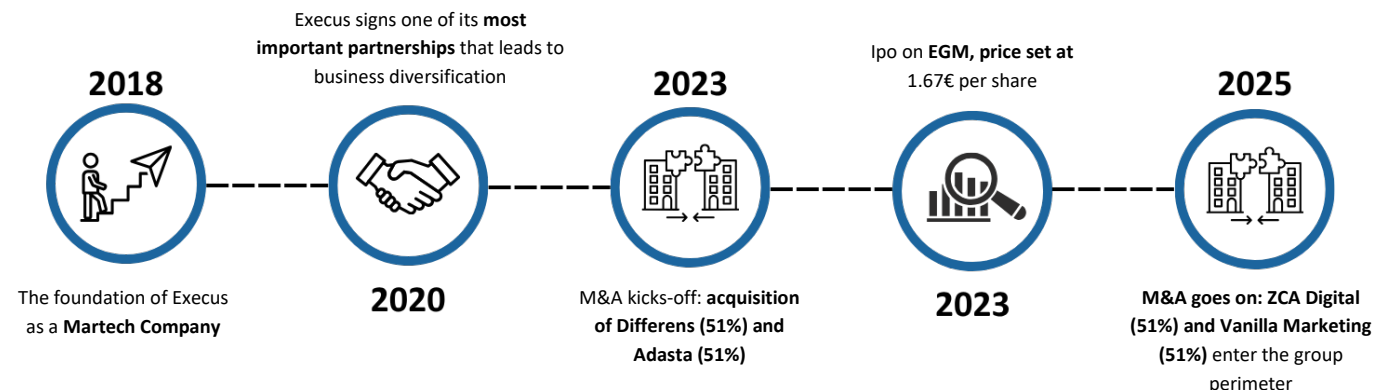 2018
The foundation of Execus
as a Martech Company
Execus signs one of its most
important partnerships that leads to
business diversification
2020
2023
M&A kicks-off: acquisition
of Differens (51%) and
Adasta (51%)
Ipo on EGM, price set at
1.67€ per share
2023
2025
M&A goes on: ZCA Digital
(51%) and Vanilla Marketing
(51%) enter the group
perimeter